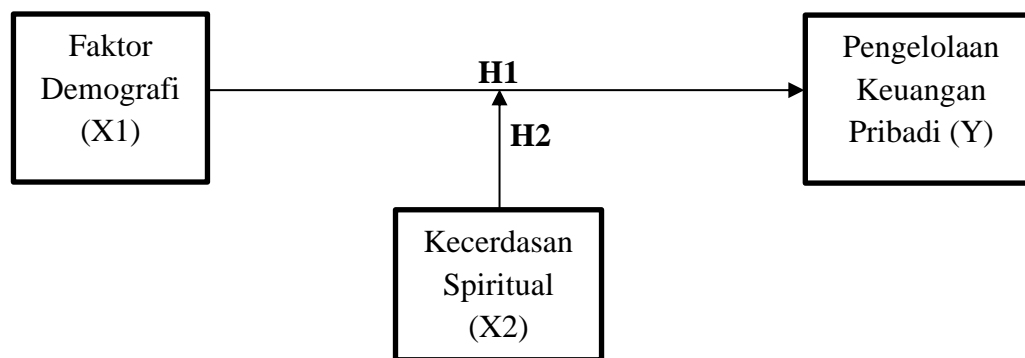 Faktor
Demografi
(X1)
H1
Pengelolaan
Keuangan
Pribadi (Y)
H2
Kecerdasan
Spiritual
(X2)